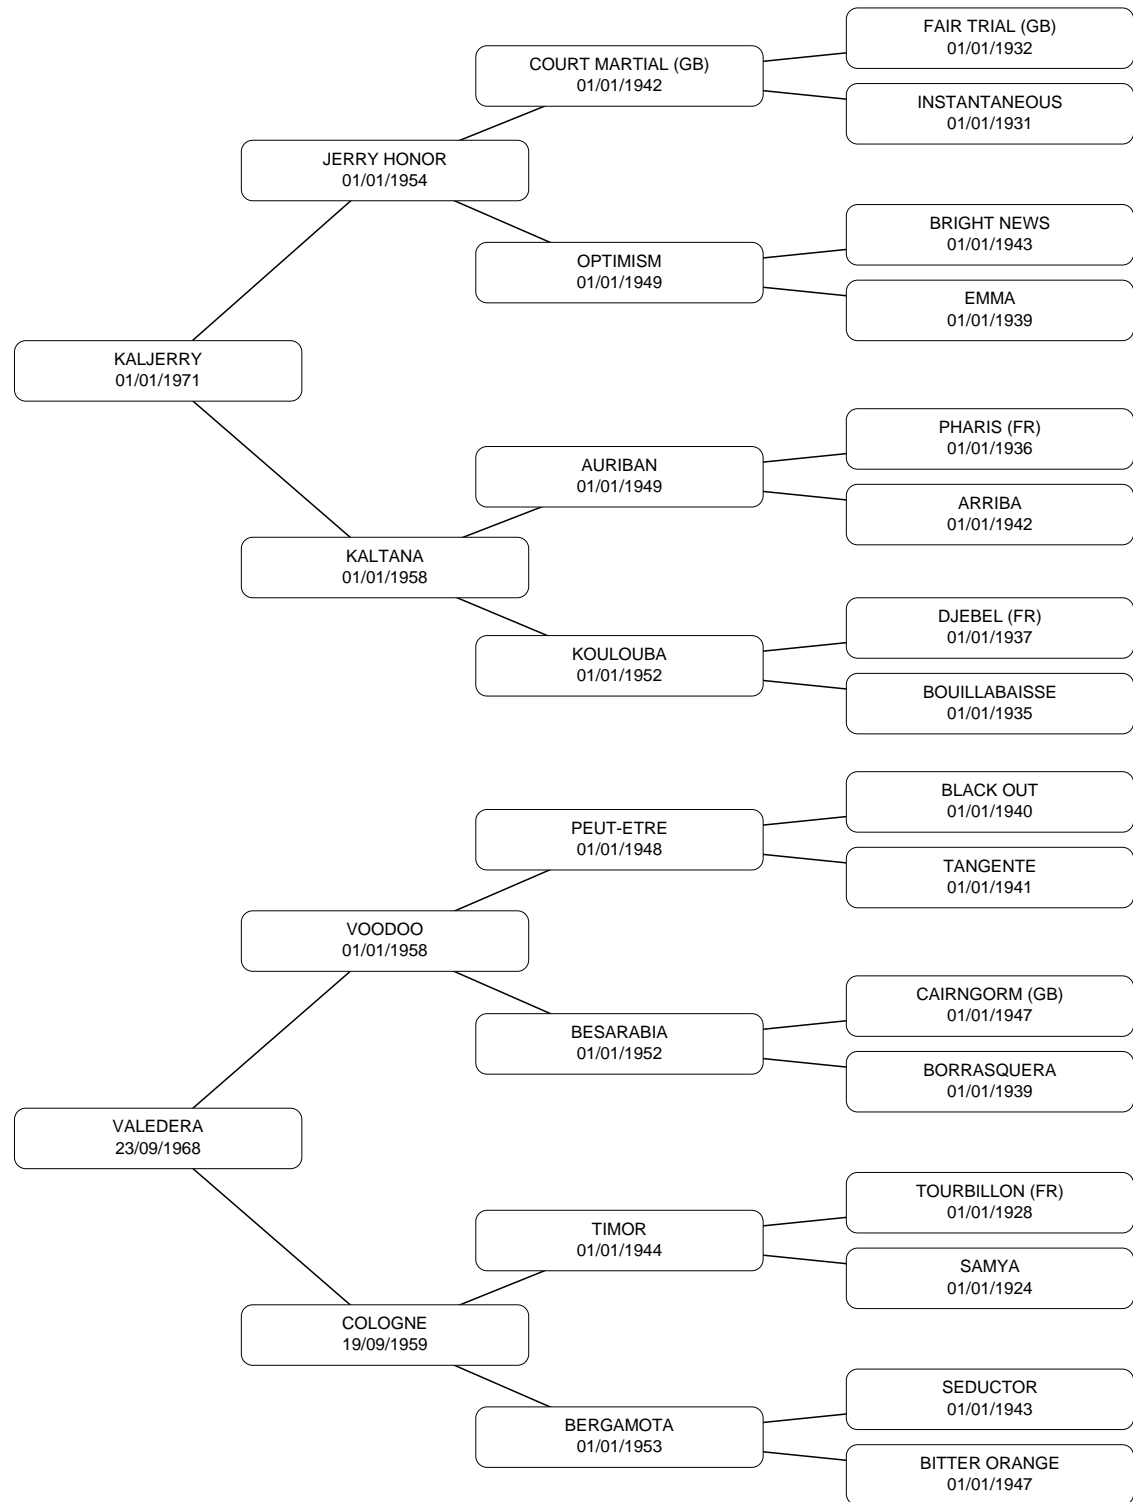 FAIR TRIAL (GB)
01/01/1932
COURT MARTIAL (GB)
01/01/1942
INSTANTANEOUS
01/01/1931
JERRY HONOR
01/01/1954
BRIGHT NEWS
01/01/1943
OPTIMISM
01/01/1949
EMMA
01/01/1939
KALJERRY
01/01/1971
PHARIS (FR)
01/01/1936
AURIBAN
01/01/1949
ARRIBA
01/01/1942
KALTANA
01/01/1958
DJEBEL (FR)
01/01/1937
KOULOUBA
01/01/1952
BOUILLABAISSE
01/01/1935
BLACK OUT
01/01/1940
PEUT-ETRE
01/01/1948
TANGENTE
01/01/1941
VOODOO
01/01/1958
CAIRNGORM (GB)
01/01/1947
BESARABIA
01/01/1952
BORRASQUERA
01/01/1939
VALEDERA
23/09/1968
TOURBILLON (FR)
01/01/1928
TIMOR
01/01/1944
SAMYA
01/01/1924
COLOGNE
19/09/1959
SEDUCTOR
01/01/1943
BERGAMOTA
01/01/1953
BITTER ORANGE
01/01/1947